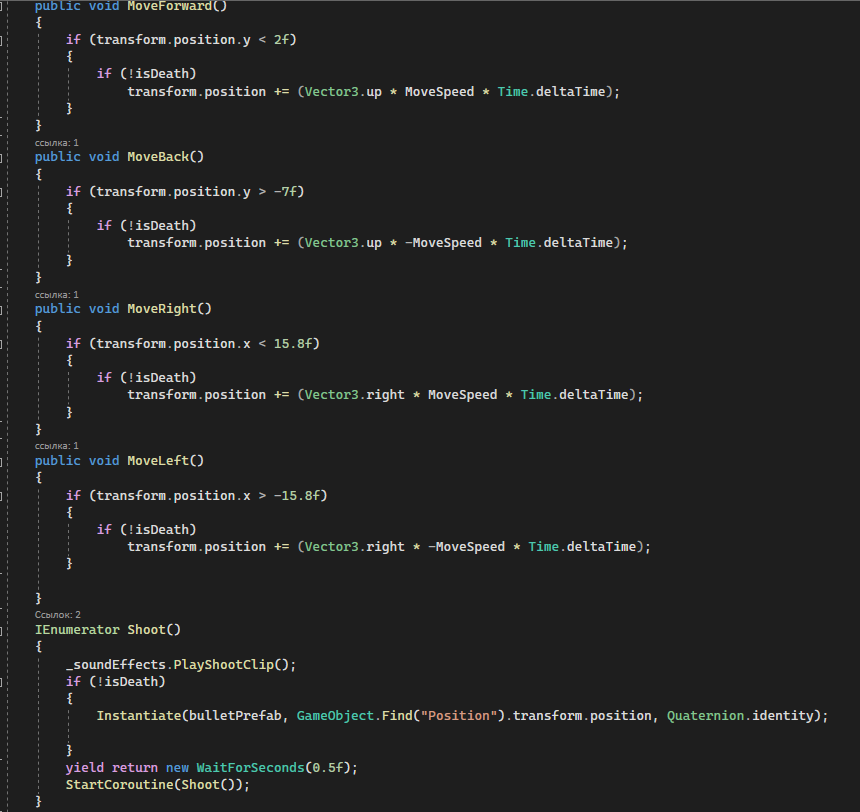 public void MoveForward()
{
if (transform.position.y < 2f)
{
if (!isDeath)
transform.position += (Vector3.up * MoveSpeed * Time.deltaTime);
}
}
ссылка: 1
public void MoveBack()
{
if (transform.position.y > -7f)
{
if (!isDeath)
transform.position += (Vector3.up * -MoveSpeed * Time.deltaTime);
}
}
ссылка: 1
public void MoveRight()
{
if (transform.position.x < 15.8f)
{
if (!isDeath)
transform.position += (Vector3.right * MoveSpeed * Time.deltaTime);
}
}
ссылка: 1
public void MoveLeft()
{
if (transform.position.x > -15.8f)
{
if (!isDeath)
transform.position += (Vector3.right * -MoveSpeed * Time.deltaTime);
}
}
Ссылок: 2
IEnumerator Shoot()
{
_soundEffects.PlayShootClip();
if (!isDeath)
{
Instantiate(bulletPrefab, GameObject.Find("Position").transform.position, Quaternion.identity);
}
yield return new WaitForSeconds(0.5f);
StartCoroutine(Shoot());
}